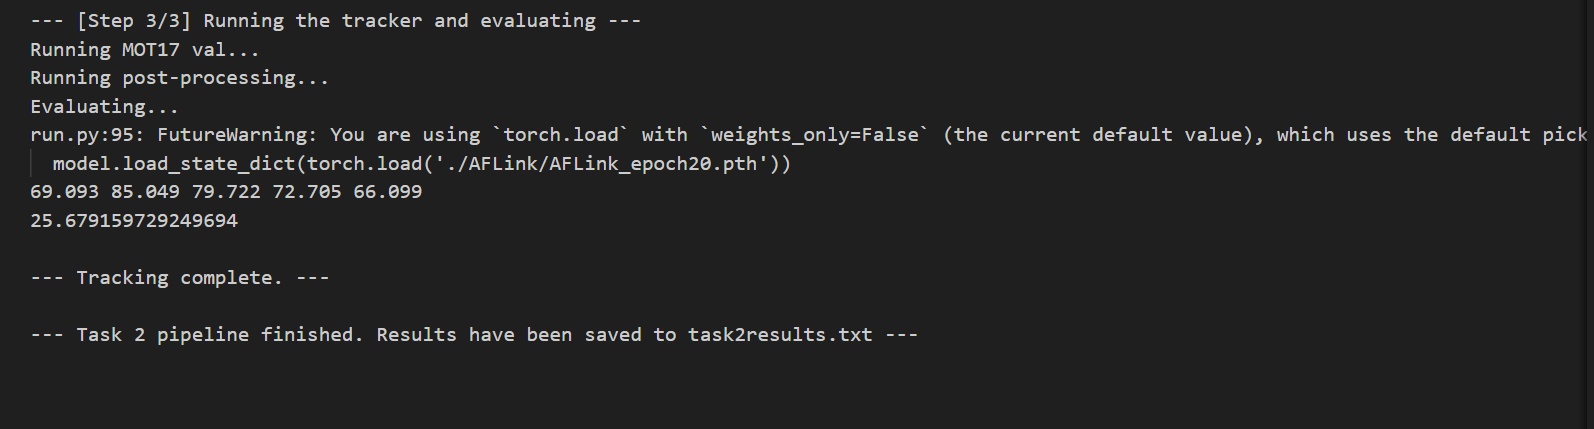 --- [Step 3/3] Running the tracker and evaluating ---
Running MOT17 val...
Running post-processing...
Evaluating...
run.py:95: FutureWarning: You are using `torch.load` with `weights_only=False` (the current default value), which uses the default pick
model.load_state_dict(torch.load('./AFLink/AFLink_epoch20.pth'))
69.093 85.049 79.722 72.705 66.099
25.679159729249694
--- Tracking complete. ---
--- Task 2 pipeline finished. Results have been saved to task2results.txt ---